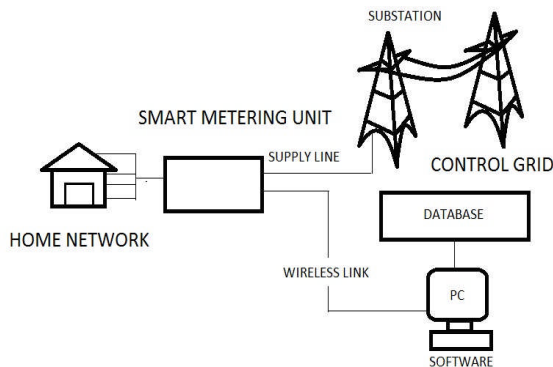 SUBSTATION
SMART METERING UNIT
SUPPLY LINE
CONTROL GRID
HOME NETWORK
DATABASE
WIRELESS LINK
PC
SOFTWARE